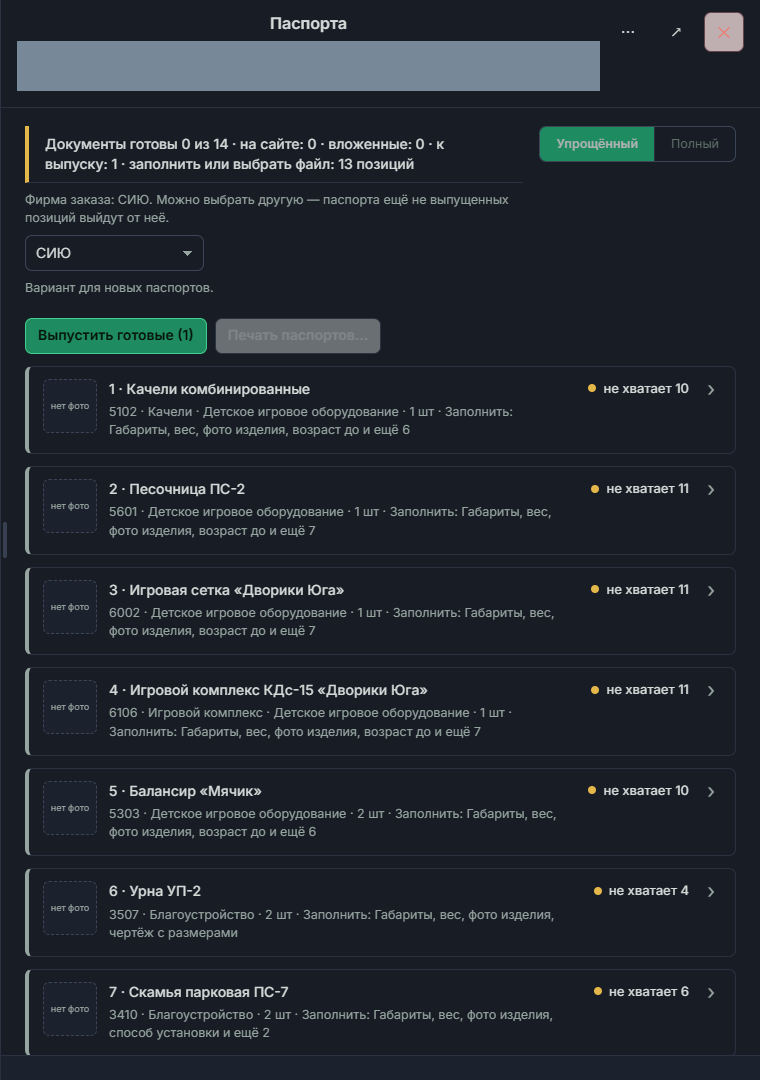 Паспорта
Документы готовы 0 из 14 · на сайте: 0 · вложенные: 0 · к
выпуску: 1 · заполнить или выбрать файл: 13 позиций
Упрощённый
Полный
Фирма заказа: СИЮ. Можно выбрать другую — паспорта ещё не выпущенных
позиций выйдут от неё.
СИЮ
Вариант для новых паспортов.
Выпустить готовые (1)
Печать паспортов...
нет фото
1 · Качели комбинированные
не хватает 10
5102 · Качели · Детское игровое оборудование · 1 шт · Заполнить:
Габариты, вес, фото изделия, возраст до и ещё 6
нет фото
2 · Песочница ПС-2
не хватает 11
5601 · Детское игровое оборудование · 1 шт · Заполнить: Габариты, вес,
фото изделия, возраст до и ещё 7
нет фото
3 · Игровая сетка «Дворики Юга»
не хватает 11
6002 · Детское игровое оборудование · 1 шт · Заполнить: Габариты, вес,
фото изделия, возраст до и ещё 7
нет фото
4 · Игровой комплекс КДс-15 «Дворики Юга»
не хватает 11
6106 · Игровой комплекс · Детское игровое оборудование · 1 шт ·
Заполнить: Габариты, вес, фото изделия, возраст до и ещё 7
нет фото
5 · Балансир «Мячик»
не хватает 10
5303 · Детское игровое оборудование · 2 шт · Заполнить: Габариты, вес,
фото изделия, возраст до и ещё 6
нет фото
6 · Урна УП-2
не хватает 4
3507 · Благоустройство · 2 шт · Заполнить: Габариты, вес, фото изделия,
чертёж с размерами
нет фото
7 · Скамья парковая ПС-7
не хватает 6
3410 · Благоустройство · 2 шт · Заполнить: Габариты, вес, фото изделия,
способ установки и ещё 2